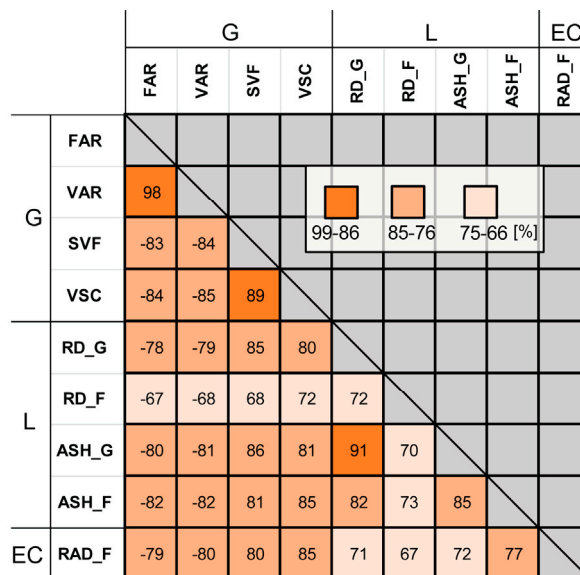 G L EC
FAR VAR SVF VSC RD_G RD_F ASH_G ASH_F RAD_F
FAR
G VAR 98
99-86 85-76 75-66 [%]
SVF -83 -84
VSC -84 -85 89
RD_G -78 -79 85 80
L RD_F -67 -68 68 72 72
ASH_G -80 -81 86 81 91 70
ASH_F -82 -82 81 85 82 73 85
EC RAD_F -79 -80 80 85 71 67 72 77